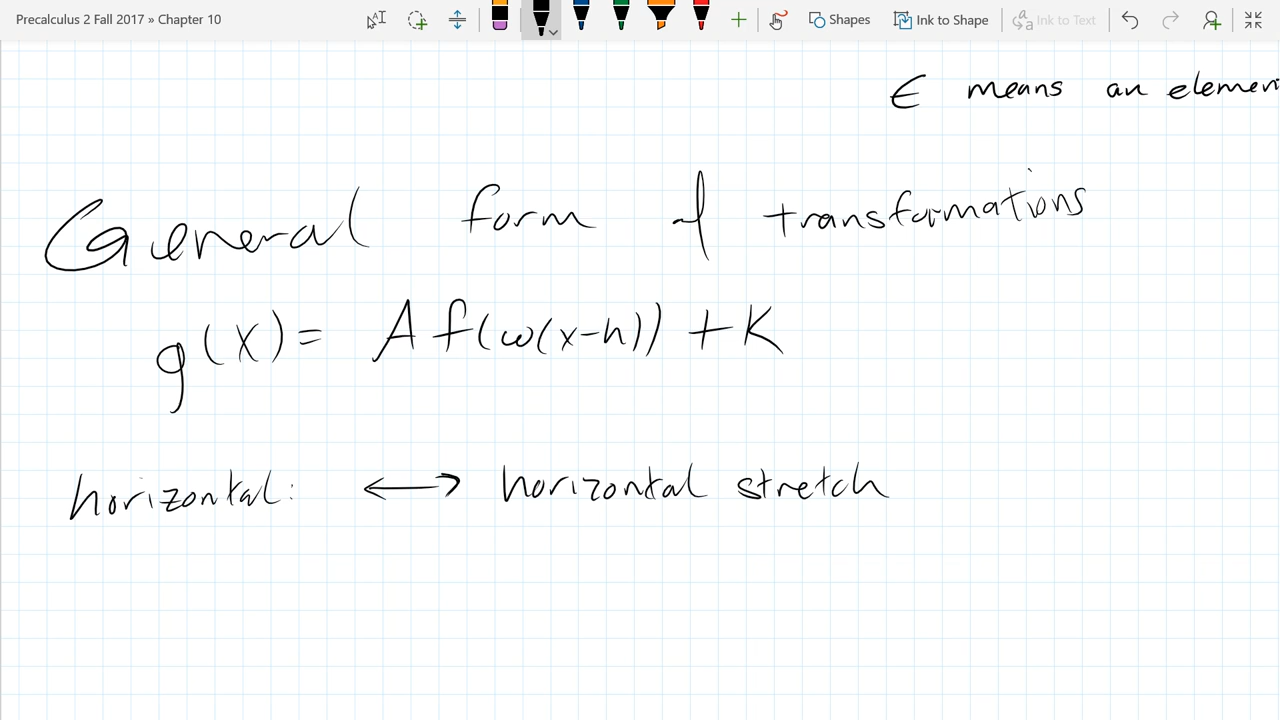 Precalculus 2 Fall 2017 » Chapter 10
Shapes
Ink to Shape
Ink to Text
∈ means an elemen
General form of transformations
g(x) = A f(ω(x-h)) + K
horizontal: ⟷ horizontal stretch